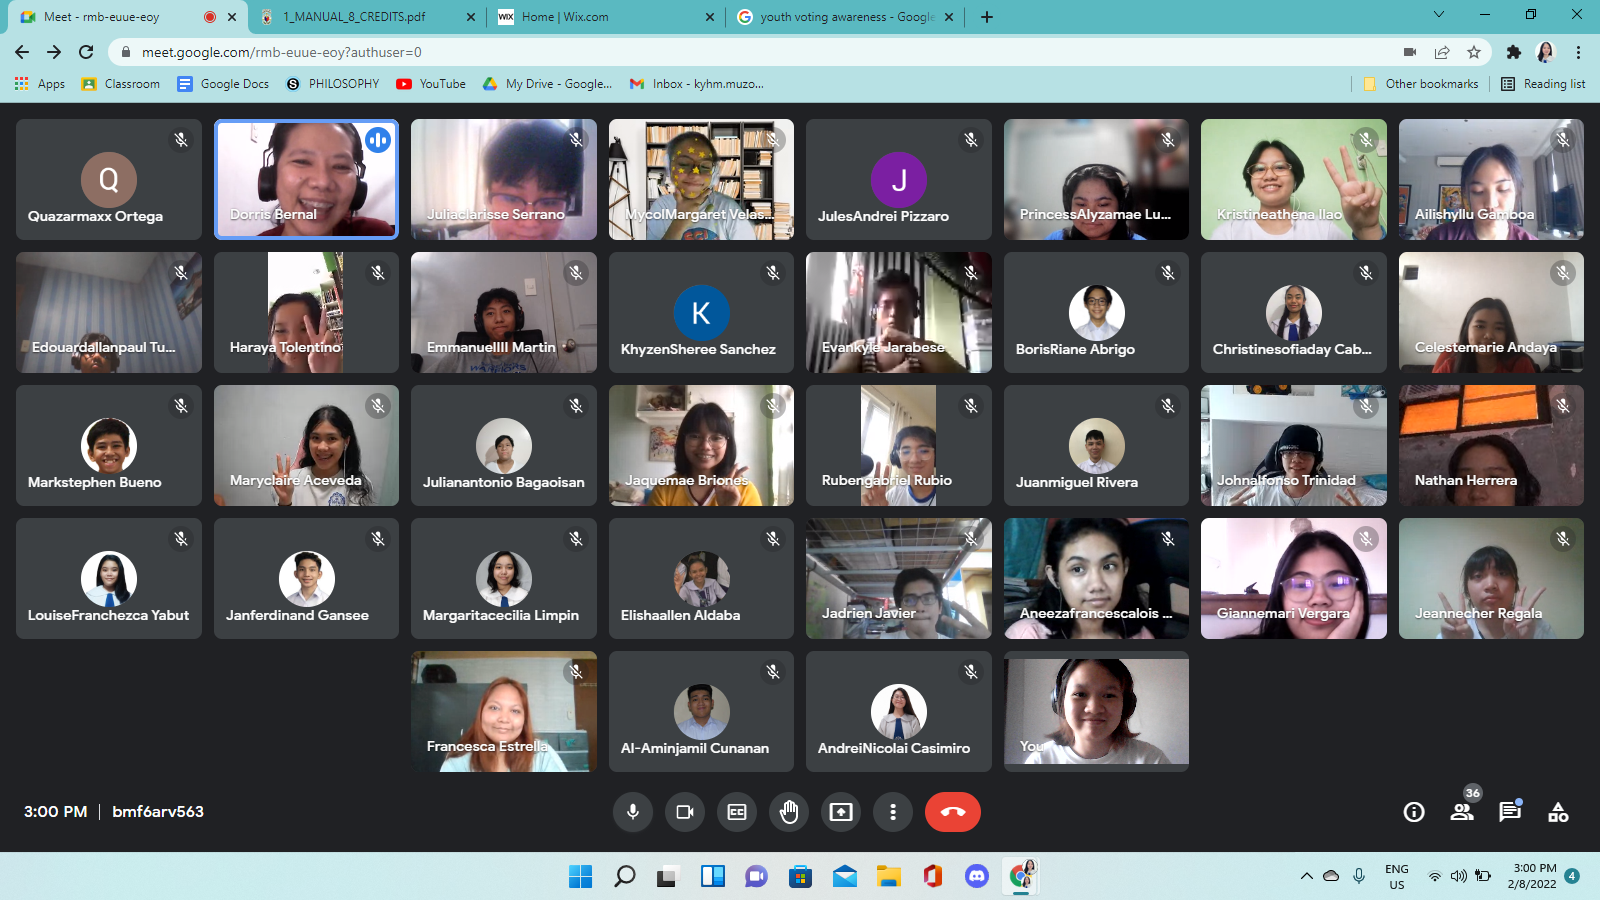 Meet - rmb-euue-eoy
1_MANUAL_8_CREDITS.pdf
WIX
Home | Wix.com
youth voting awareness - Google
meet.google.com/rmb-euue-eoy?authuser=0
Apps
Classroom
Google Docs
PHILOSOPHY
YouTube
My Drive - Google...
Inbox - kyhm.muzo...
Other bookmarks
Reading list
Q
Quazarmaxx Ortega
Dorris Bernal
Juliaclarisse Serrano
MycolMargaret Velas...
J
JulesAndrei Pizzaro
PrincessAlyzamae Lu...
Kristineathena Ilao
Ailishyllu Gamboa
Edouardallanpaul Tu...
Haraya Tolentino
EmmanuelIII Martin
K
KhyzenSheree Sanchez
Evankyle Jarabese
BorisRiane Abrigo
Christinesofiaday Cab...
Celestemarie Andaya
Markstephen Bueno
Maryclaire Aceveda
Julianantonio Bagaoisan
Jaquemae Briones
Rubengabriel Rubio
Juanmiguel Rivera
Johnalfonso Trinidad
Nathan Herrera
LouiseFranchezca Yabut
Janferdinand Gansee
Margaritacecilia Limpin
Elishaallen Aldaba
Jadrien Javier
Aneezafrancescalois ...
Giannemari Vergara
Jeannecher Regala
Francesca Estrella
Al-Aminjamil Cunanan
AndreiNicolai Casimiro
You
3:00 PM | bmf6arv563
CC
36
ENG
US
3:00 PM
2/8/2022
4